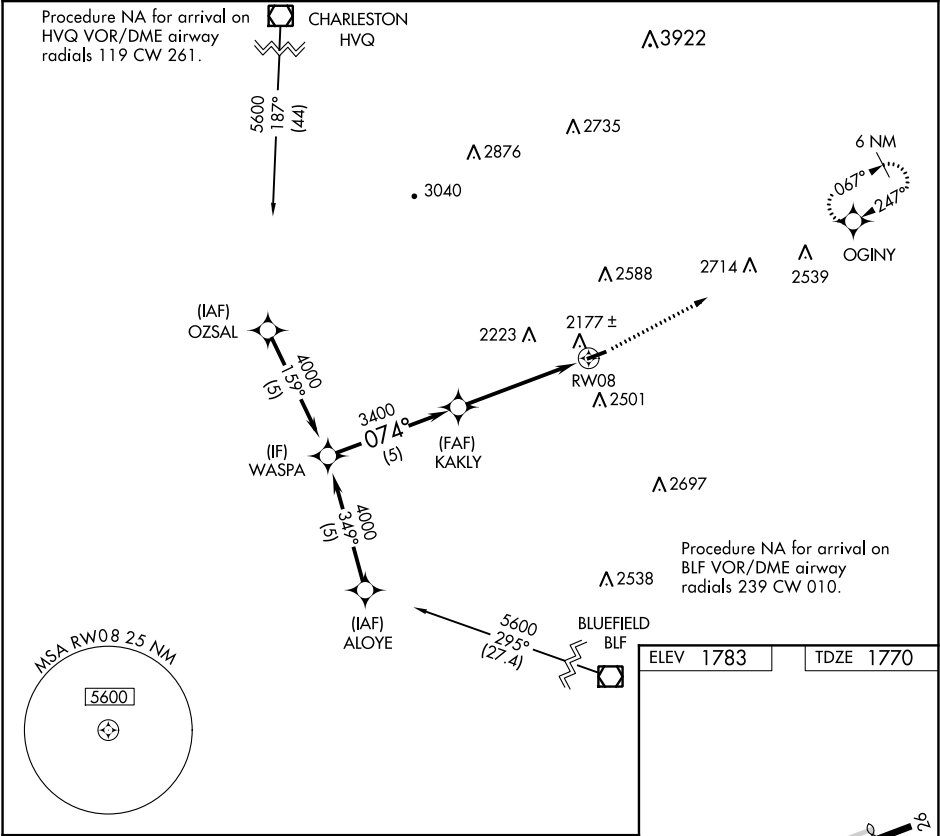 Procedure NA for arrival on
HVQ VOR/DME airway
radials 119 CW 261.
CHARLESTON
HVQ
3922
5600
187°
(44)
2735
2876
3040
6 NM
067°
247°
OGINY
2588
2714
2539
(IAF)
OZSAL
2223
2177 ±
RW08
4000
159°
(5)
2501
3400
074°
(5)
(FAF)
KAKLY
(IF)
WASPA
4000
349°
(5)
2697
Procedure NA for arrival on
BLF VOR/DME airway
radials 239 CW 010.
2538
(IAF)
ALOYE
5600
295°
(27.4)
BLUEFIELD
BLF
MSA RW08 25 NM
5600
ELEV 1783
TDZE 1770
26